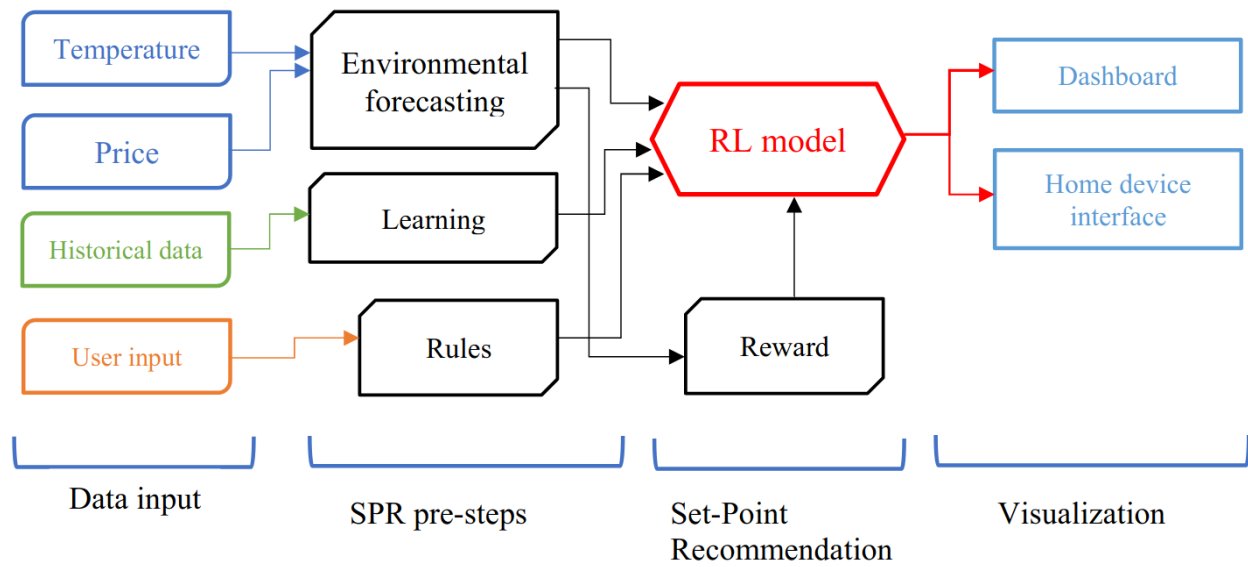 Temperature
Price
Historical data
User input
Environmental
forecasting
Learning
Rules
RL model
Reward
Dashboard
Home device
interface
Data input
SPR pre-steps
Set-Point
Recommendation
Visualization